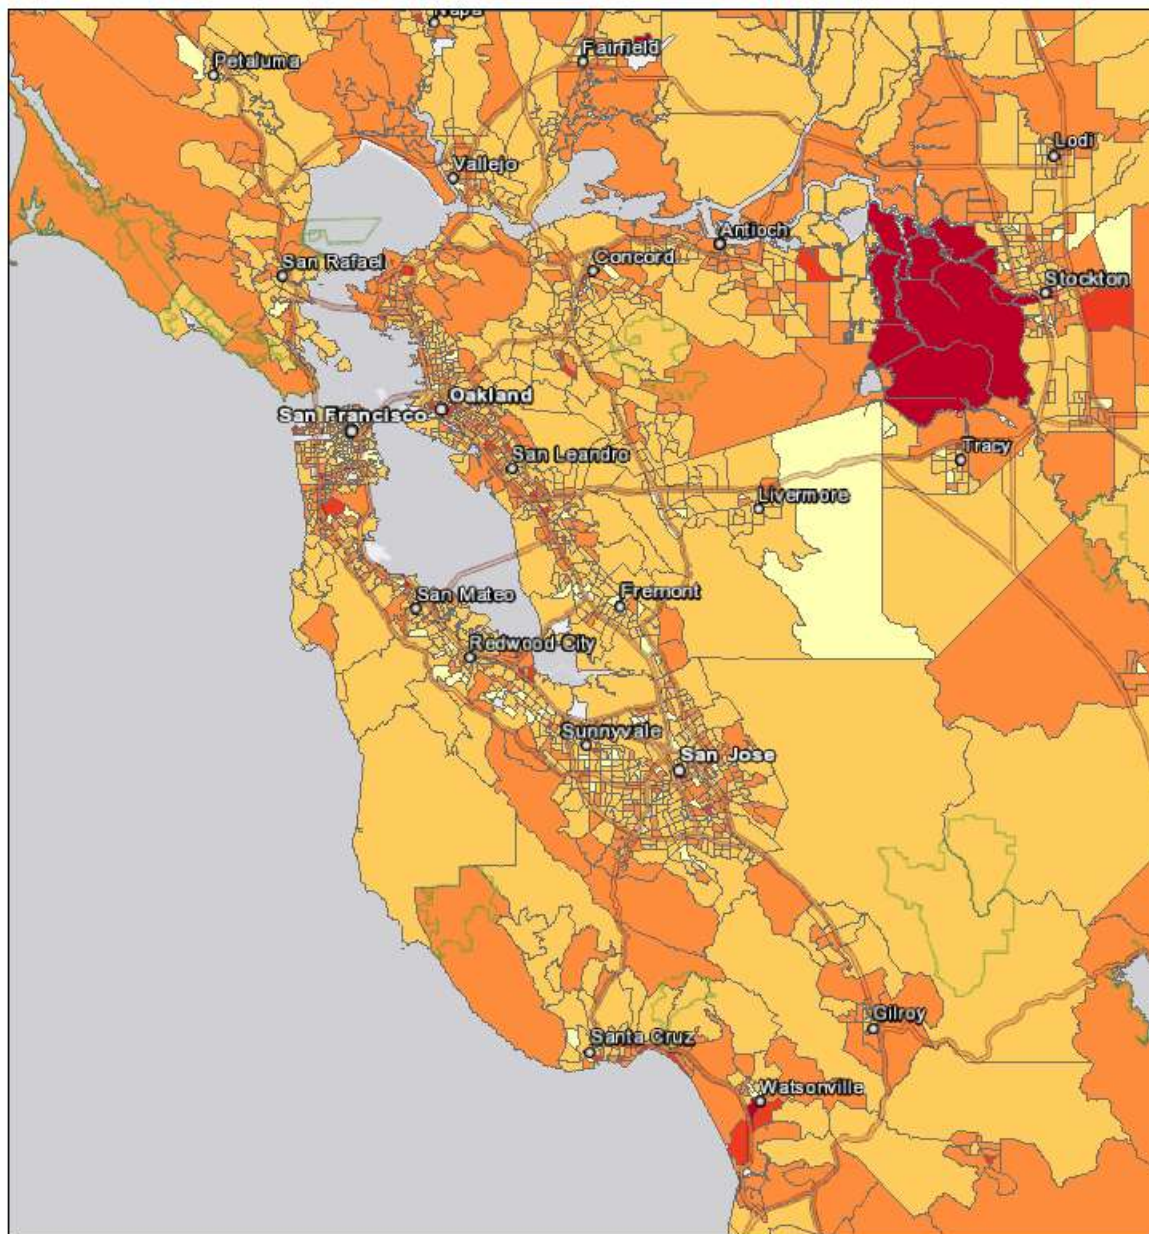 Napa
Fairfield
Petaluma
Lodi
Vallejo
Antioch
San Rafael
Concord
Stockton
Oakland
San Francisco
Tracy
San Leandro
Livermore
San Mateo
Fremont
Redwood City
Sunnyvale
San Jose
Gilroy
Santa Cruz
Watsonville